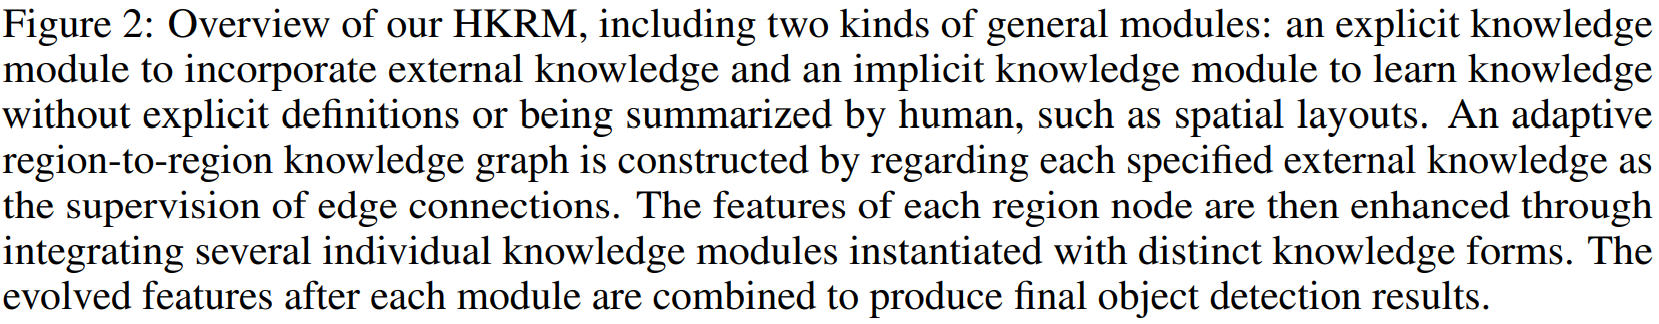 Figure 2: Overview of our HKRM, including two kinds of general modules: an explicit knowledge
module to incorporate external knowledge and an implicit knowledge module to learn knowledge
without explicit definitions or being summarized by human, such as spatial layouts. An adaptive
region-to-region knowledge graph is constructed by regarding each specified external knowledge as
the supervision of edge connections. The features of each region node are then enhanced through
integrating several individual knowledge modules instantiated with distinct knowledge forms. The
evolved features after each module are combined to produce final object detection results.